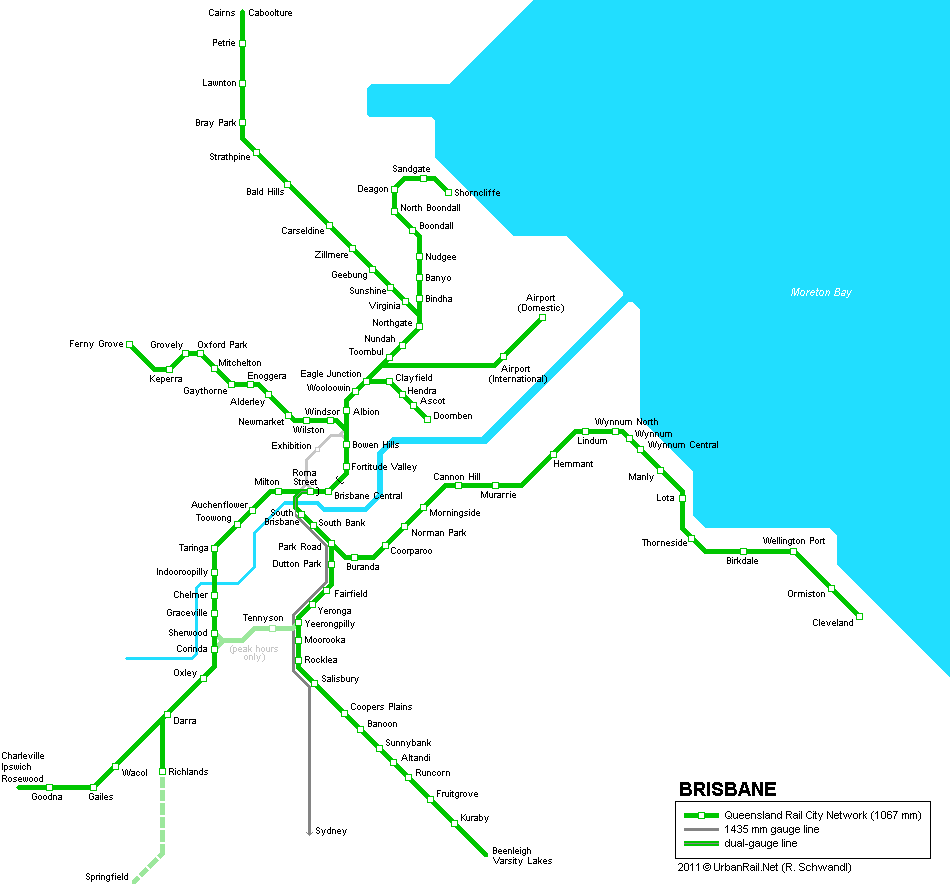 Cairns
Caboolture
Petrie
Lawnton
Bray Park
Strathpine
Bald Hills
Carseldine
Zillmere
Geebung
Sunshine
Virginia
Northgate
Sandgate
Deagon
Shorncliffe
North Boondall
Boondall
Nudgee
Banyo
Bindha
Moreton Bay
Nundah
Toombul
Airport
(Domestic)
Airport
(International)
Eagle Junction
Wooloowin
Clayfield
Hendra
Ascot
Doomben
Albion
Ferny Grove
Keperra
Grovely
Oxford Park
Mitchelton
Gaythorne
Enoggera
Alderley
Newmarket
Wilston
Windsor
Exhibition
Bowen Hills
Fortitude Valley
Brisbane Central
Roma
Street
Milton
Auchenflower
Toowong
Taringa
Indooroopilly
Chelmer
Graceville
Sherwood
Corinda
Oxley
Darra
Wacol
Gailes
Goodna
Charleville
Ipswich
Rosewood
Richlands
Springfield
Tennyson
(peak hours
only)
South
Brisbane
South Bank
Park Road
Dutton Park
Fairfield
Yeronga
Yeerongpilly
Moorooka
Rocklea
Salisbury
Coopers Plains
Banoon
Sunnybank
Altandi
Runcorn
Fruitgrove
Kuraby
Beenleigh
Varsity Lakes
Sydney
Buranda
Coorparoo
Norman Park
Morningside
Cannon Hill
Murarrie
Hemmant
Lindum
Wynnum North
Wynnum
Wynnum Central
Manly
Lota
Thorneside
Birkdale
Wellington Port
Ormiston
Cleveland
BRISBANE
Queensland Rail City Network (1067 mm)
1435 mm gauge line
dual-gauge line
2011 © UrbanRail.Net (R. Schwandl)